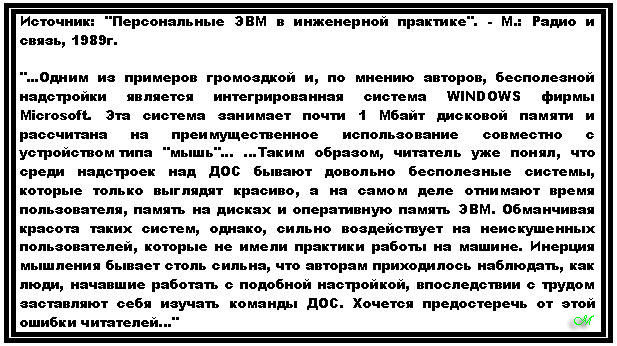 Источник: "Персональные ЭВМ в инженерной практике". - М.: Радио и
связь, 1989г.
"...Одним из примеров громоздкой и, по мнению авторов, бесполезной
надстройки является интегрированная система WINDOWS фирмы
Microsoft. Эта система занимает почти 1 Мбайт дисковой памяти и
рассчитана на преимущественное использование совместно с
устройством типа "мышь"... ...Таким образом, читатель уже понял, что
среди надстроек над ДОС бывают довольно бесполезные системы,
которые только выглядят красиво, а на самом деле отнимают время
пользователя, память на дисках и оперативную память ЭВМ. Обманчивая
красота таких систем, однако, сильно воздействует на неискушенных
пользователей, которые не имели практики работы на машине. Инерция
мышления бывает столь сильна, что авторам приходилось наблюдать, как
люди, начавшие работать с подобной настройкой, впоследствии с трудом
заставляют себя изучать команды ДОС. Хочется предостеречь от этой
ошибки читателей..."
M